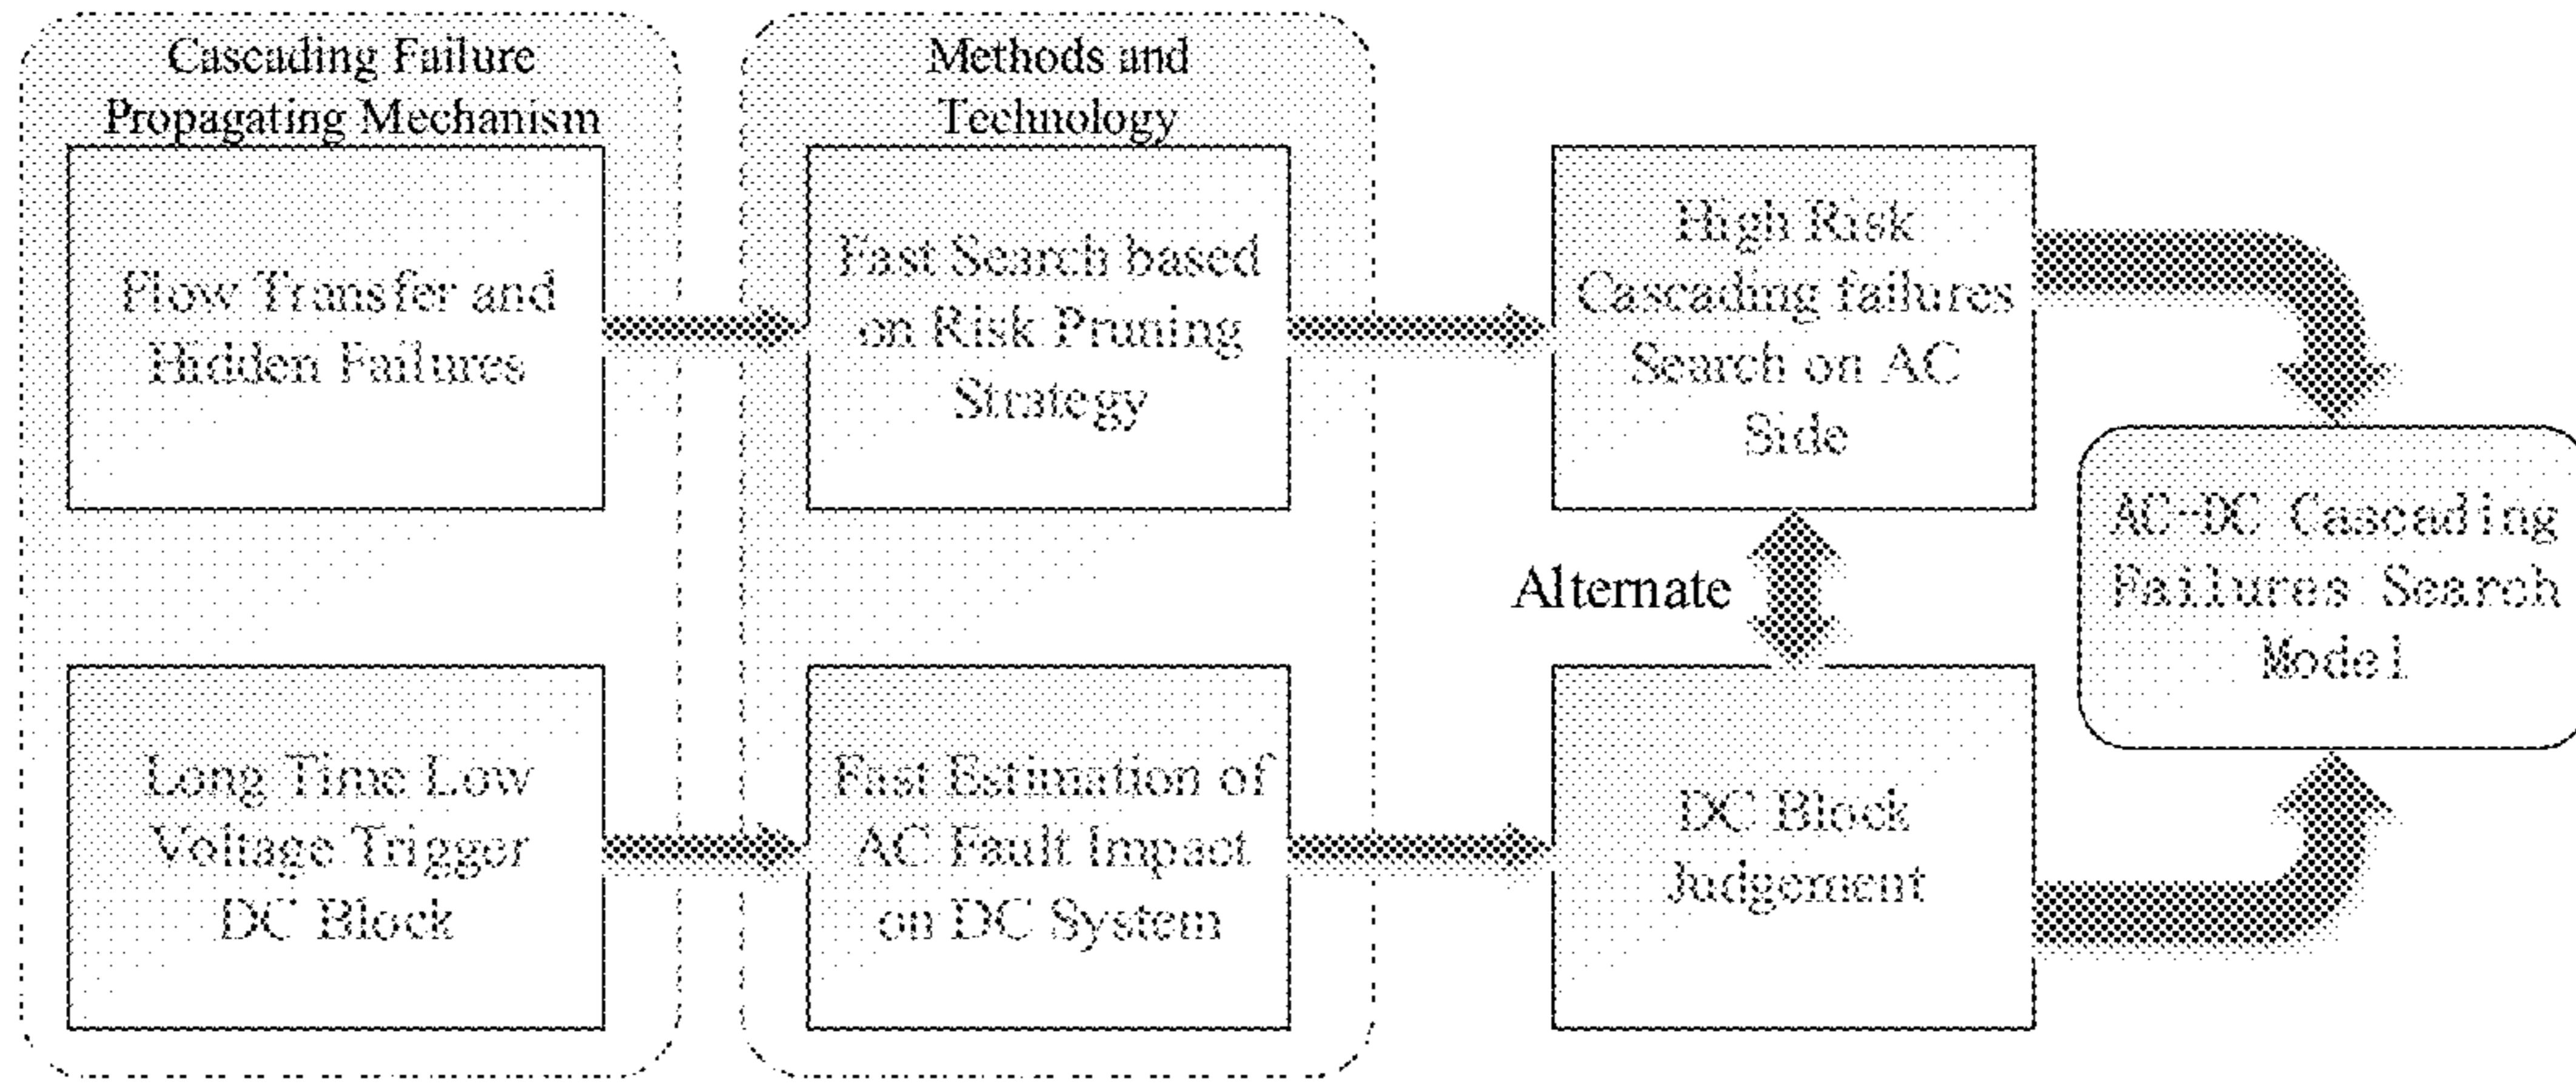 Cascading Failure
Propagating Mechanism
Flow Transfer and
Hidden Failures
Long Time Low
Voltage Trigger
DC Block
Methods and
Technology
Fast Search based
on Risk Pruning
Strategy
Fast Estimation of
AC Fault Impact
on DC System
High Risk
Cascading failures
Search on AC
Side
Alternate
DC Block
Judgement
AC-DC Cascading
Failures Search
Model